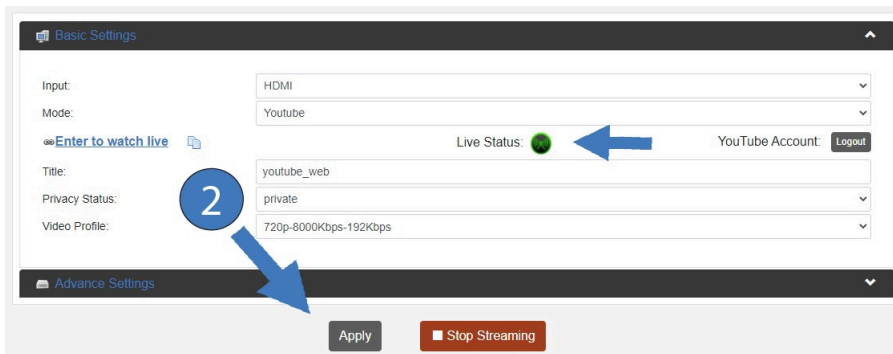 Basic Settings
Input: HDMI
Mode: Youtube
Enter to watch live Live Status: YouTube Account: Logout
Title: youtube_web
Privacy Status: private
2
Video Profile: 720p-8000Kbps-192Kbps
Advance Settings
Apply Stop Streaming